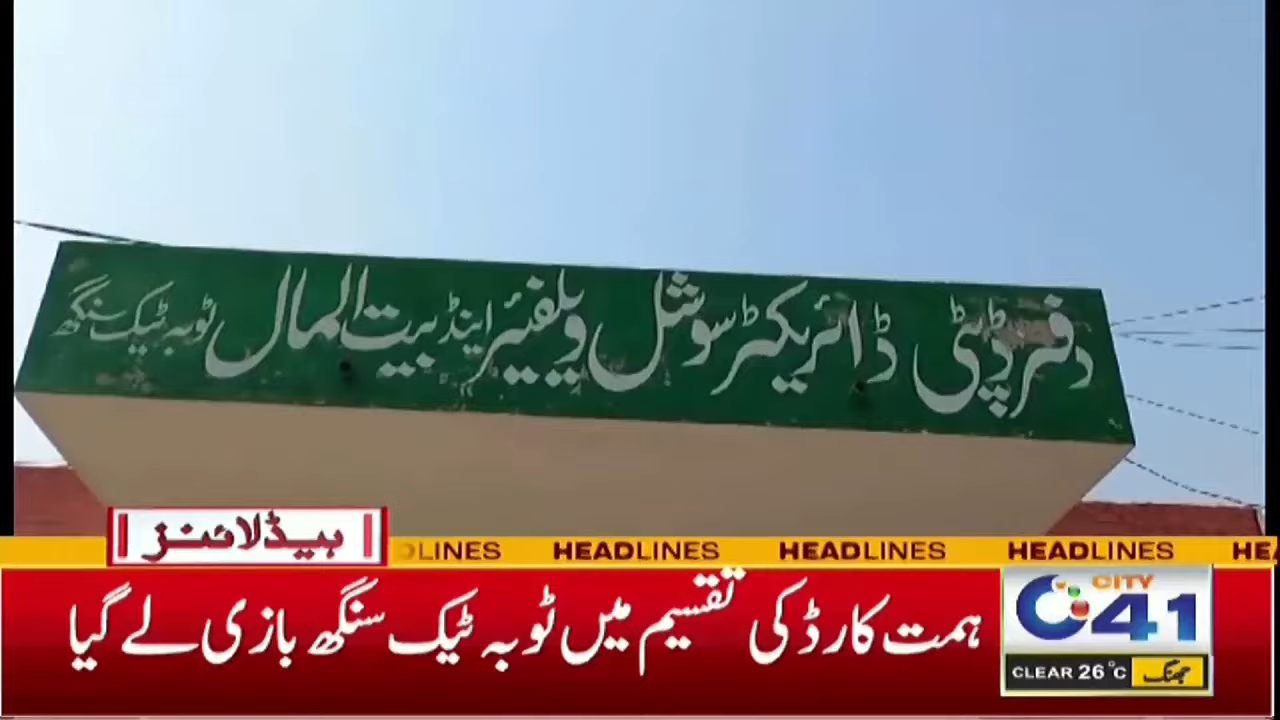 دفتر ڈپٹی ڈائریکٹر سوشل ویلفیئر اینڈ بیت المال ٹوبہ ٹیک سنگھ
ہیڈلائنز
LINES HEADLINES HEADLINES HEADLINES HEA
ہمت کارڈ کی تقسیم میں ٹوبہ ٹیک سنگھ بازی لے گیا
CITY
41
CLEAR 26°C جھنگ